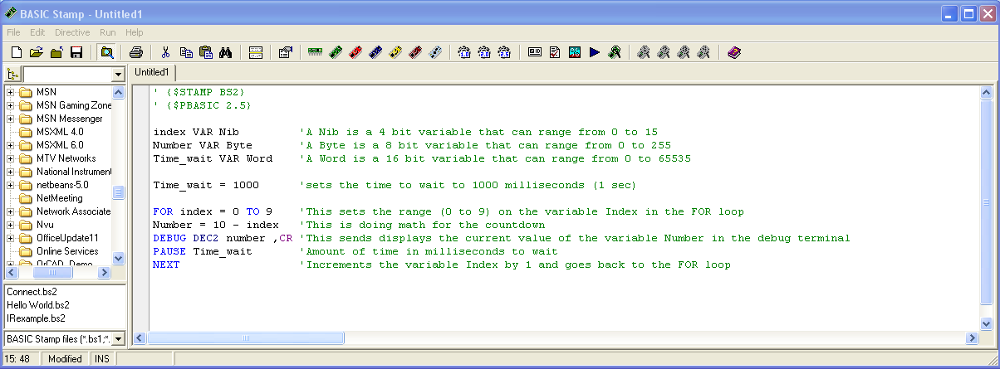 BASIC Stamp - Untitled1
File Edit Directive Run Help
Untitled1
MSN
MSN Gaming Zone
MSN Messenger
MSXML 4.0
MSXML 6.0
MTV Networks
National Instrument
netbeans-5.0
NetMeeting
Network Associate
Nvu
OfficeUpdate11
Online Services
OrCAD_Demo
Connect.bs2
Hello World.bs2
IRexample.bs2
BASIC Stamp files (*.bs1;*.
' {$STAMP BS2}
' {$PBASIC 2.5}
index VAR Nib 'A Nib is a 4 bit variable that can range from 0 to 15
Number VAR Byte 'A Byte is a 8 bit variable that can range from 0 to 255
Time_wait VAR Word 'A Word is a 16 bit variable that can range from 0 to 65535
Time_wait = 1000 'sets the time to wait to 1000 milliseconds (1 sec)
FOR index = 0 TO 9 'This sets the range (0 to 9) on the variable Index in the FOR loop
Number = 10 - index 'This is doing math for the countdown
DEBUG DEC2 number ,CR 'This sends displays the current value of the variable Number in the debug terminal
PAUSE Time_wait 'Amount of time in milliseconds to wait
NEXT 'Increments the variable Index by 1 and goes back to the FOR loop
15: 48 Modified INS